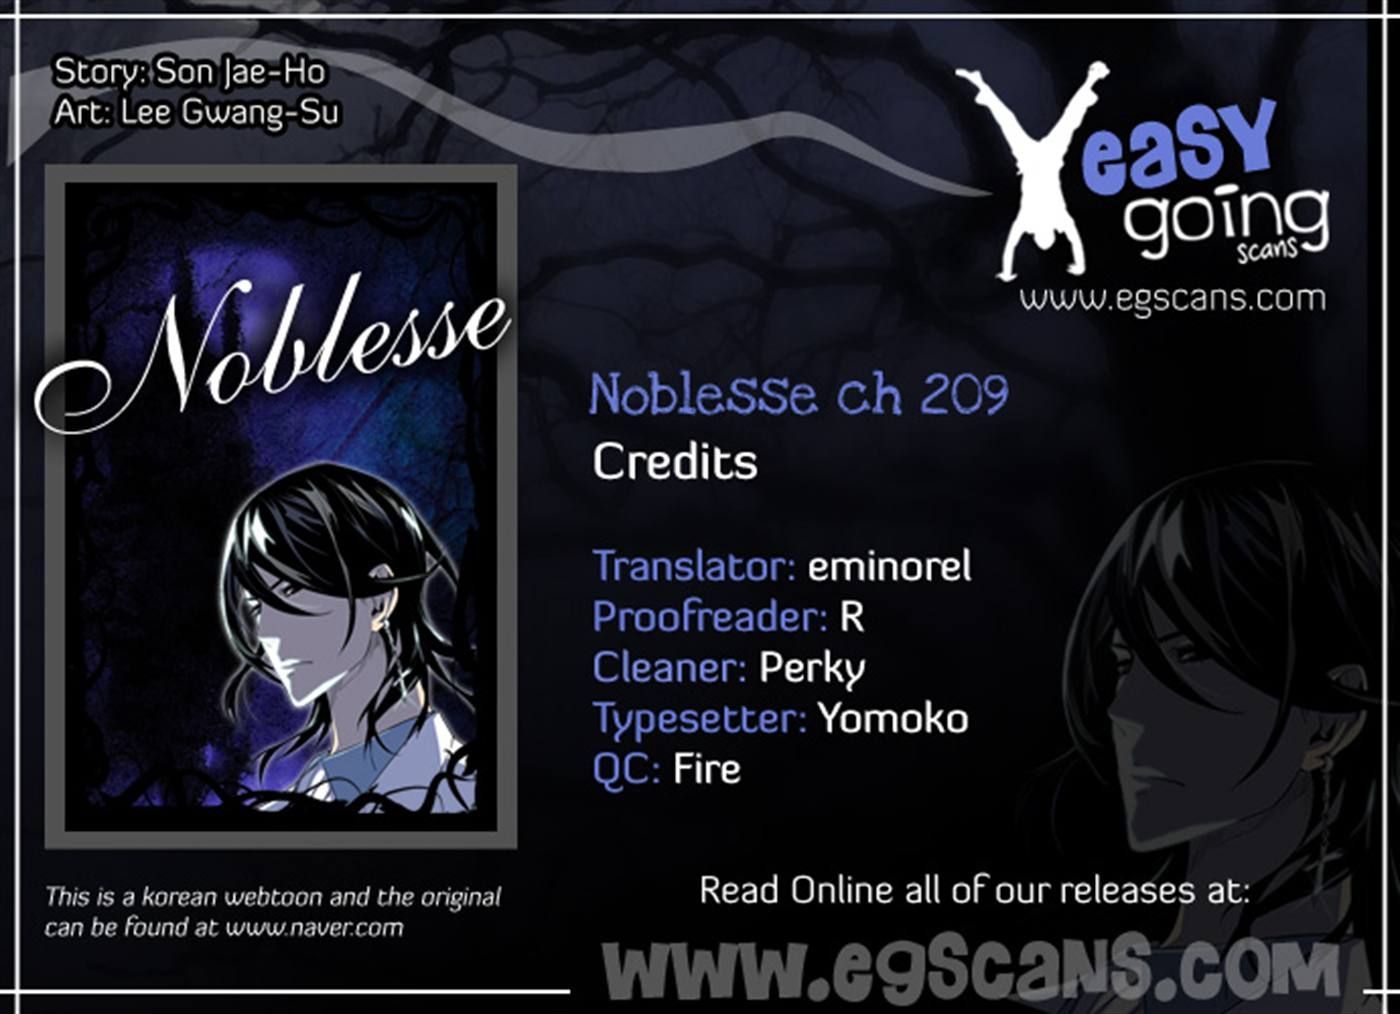 Story: Son Jae-Ho
Art: Lee Gwang-Su
easy
going
scans
www.egscans.com
Noblesse
Noblesse ch 209
Credits
Translator: eminorel
Proofreader: R
Cleaner: Perky
Typesetter: Yomoko
QC: Fire
This is a korean webtoon and the original
can be found at www.naver.com
Read Online all of our releases at:
www.egscans.com